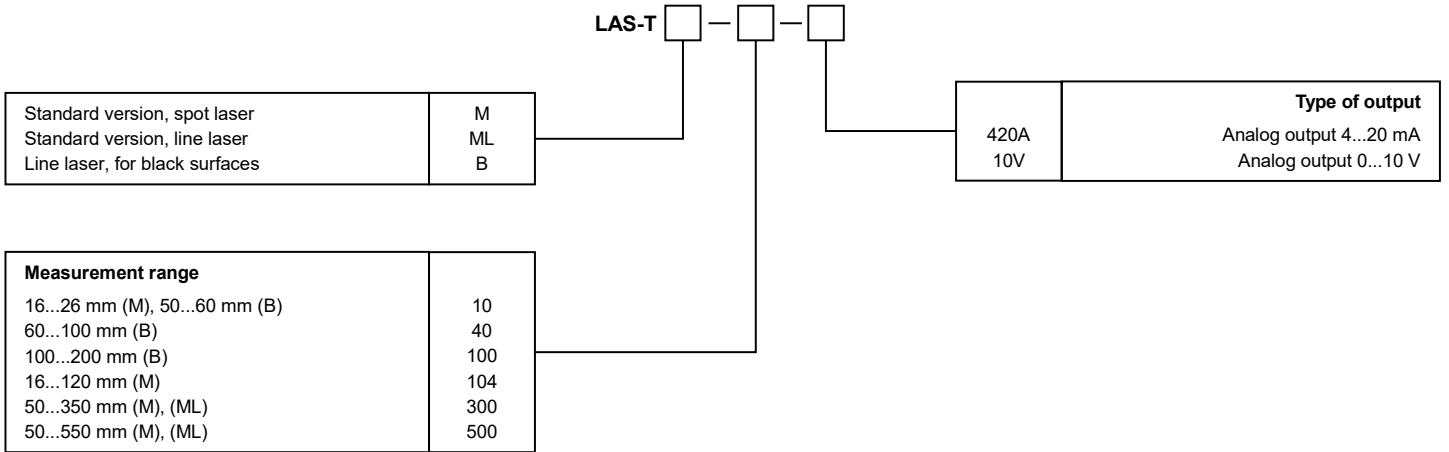 LAS-T — —
Standard version, spot laser M
Standard version, line laser ML
Line laser, for black surfaces B
Type of output
420A Analog output 4...20 mA
10V Analog output 0...10 V
Measurement range
16...26 mm (M), 50...60 mm (B) 10
60...100 mm (B) 40
100...200 mm (B) 100
16...120 mm (M) 104
50...350 mm (M), (ML) 300
50...550 mm (M), (ML) 500